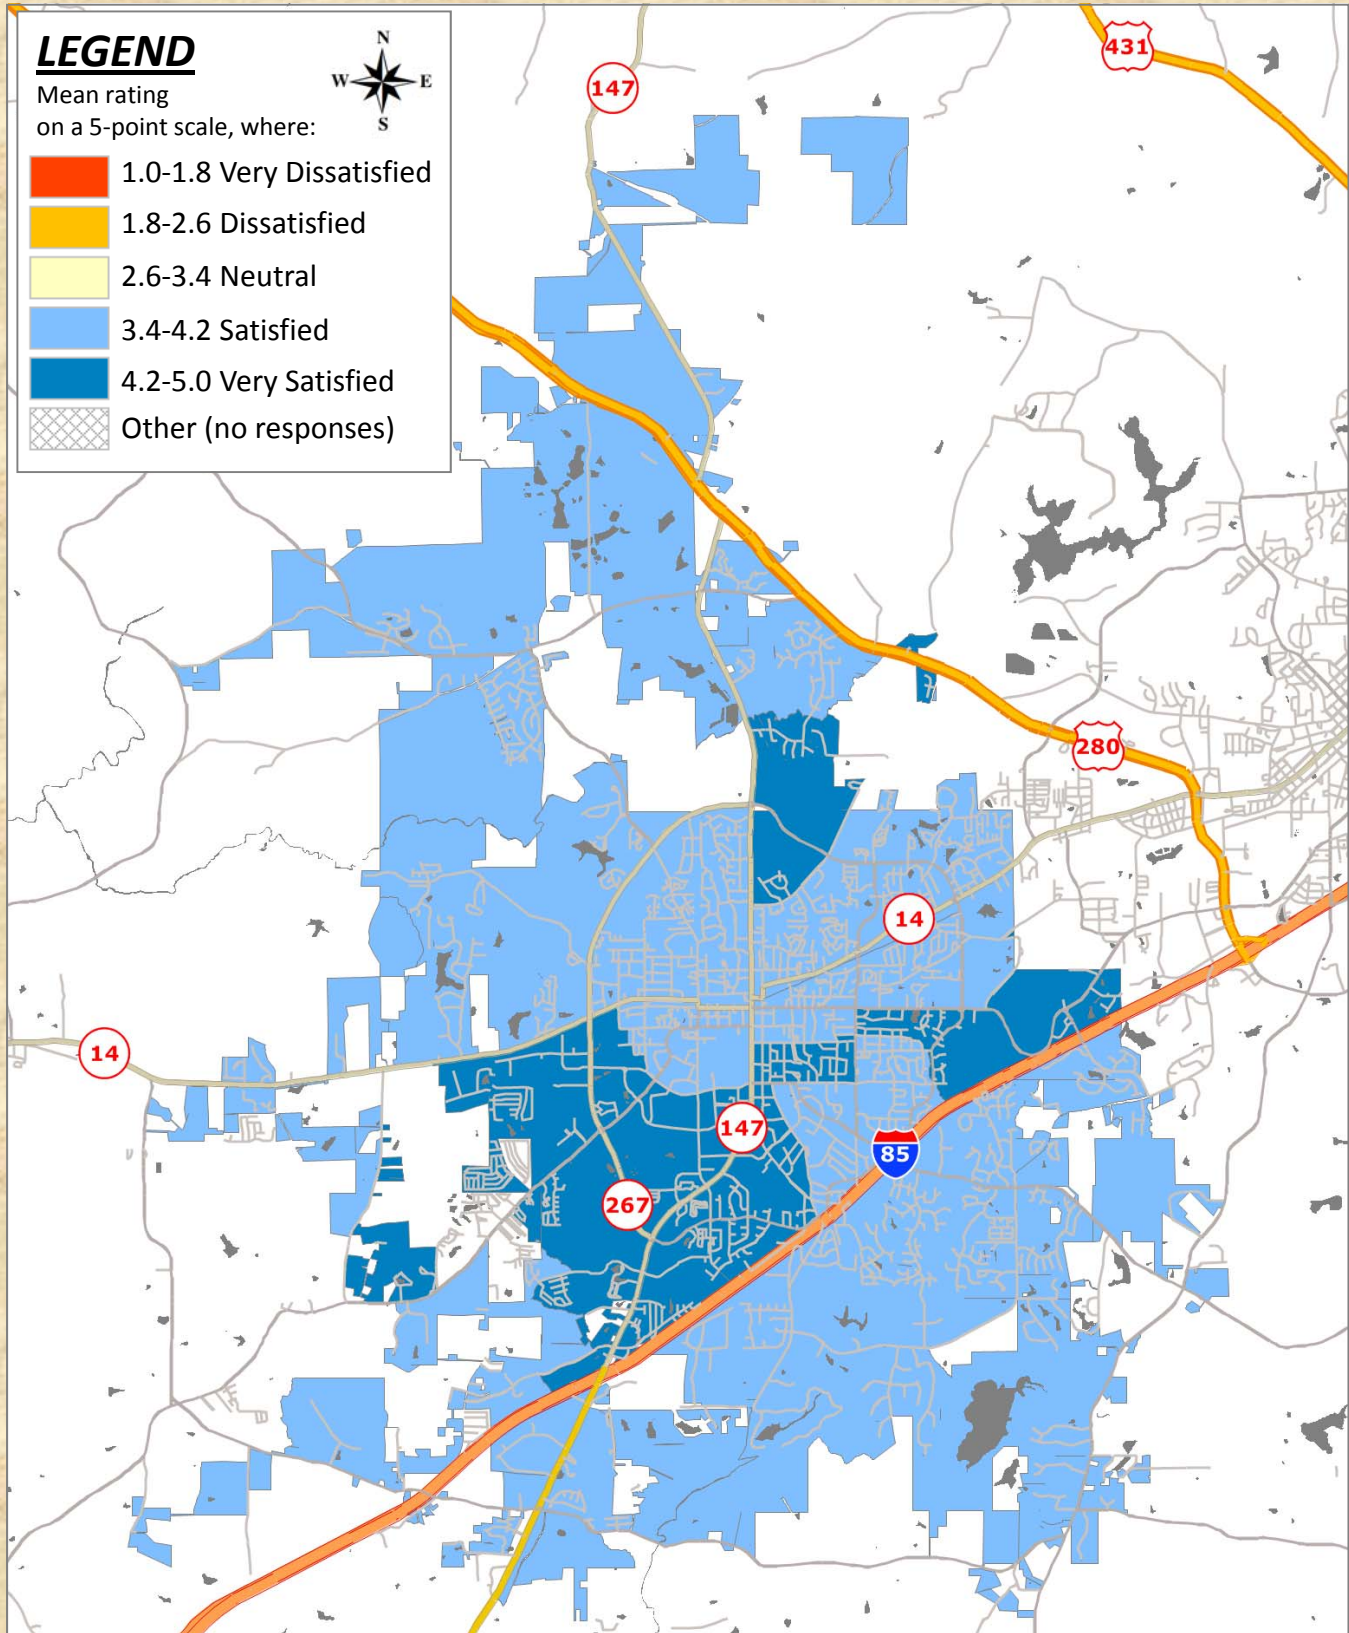 LEGEND
Mean rating
on a 5-point scale, where:
1.0-1.8 Very Dissatisfied
1.8-2.6 Dissatisfied
2.6-3.4 Neutral
3.4-4.2 Satisfied
4.2-5.0 Very Satisfied
Other (no responses)
N
W E
S
147
431
280
14
14
147
85
267